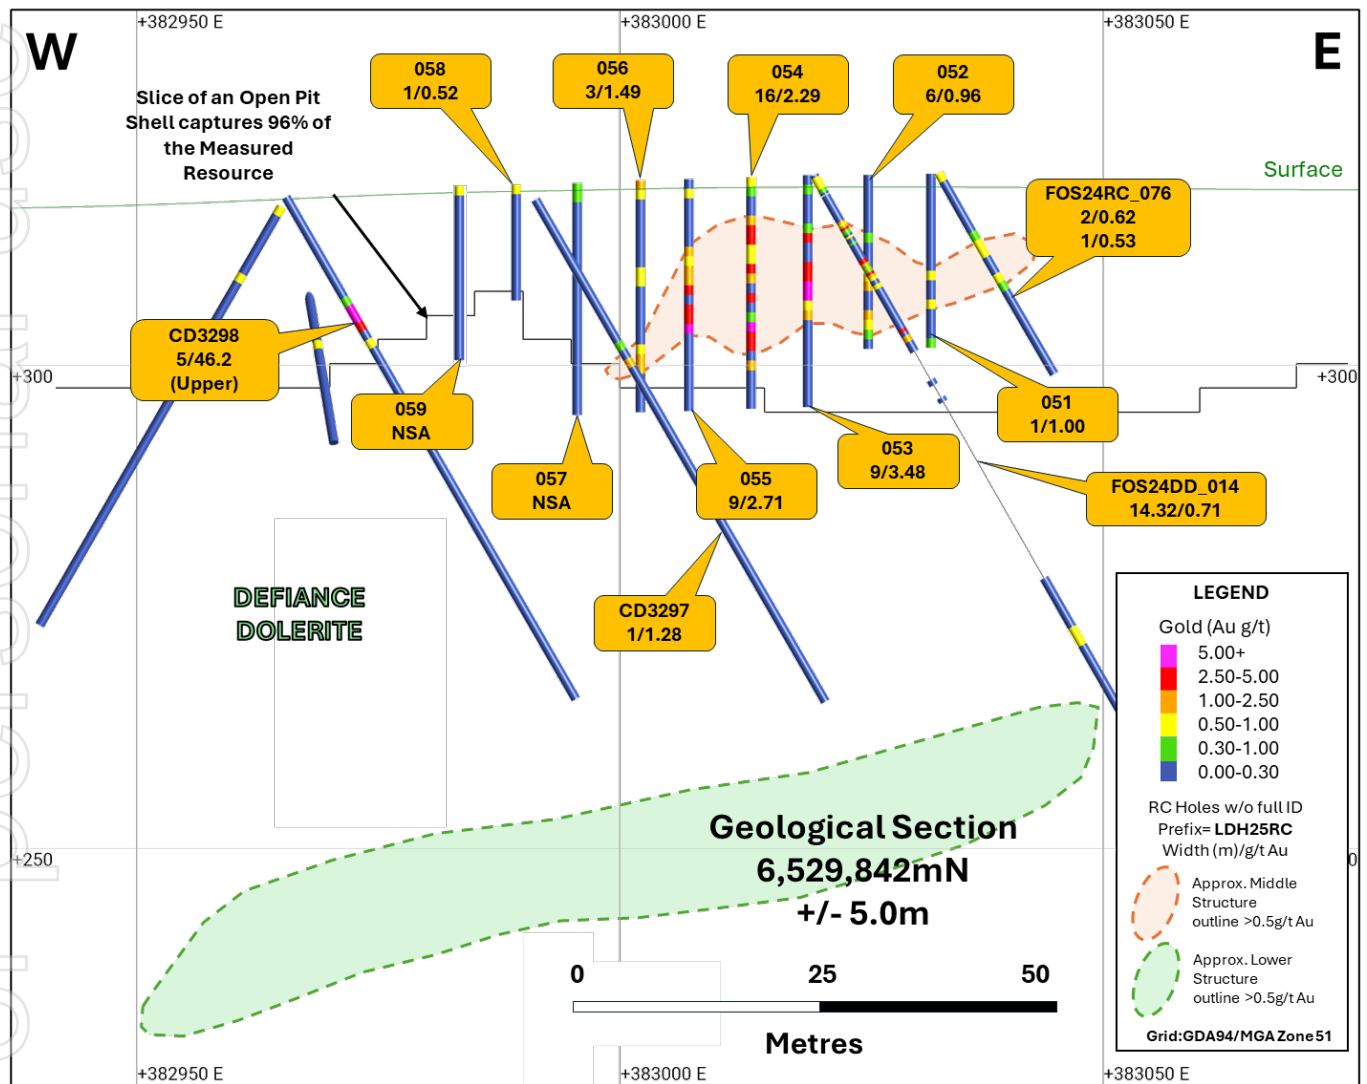 +382950 E
+383000 E
+383050 E
W
E
Slice of an Open Pit
Shell captures 96% of
the Measured
Resource
058
1/0.52
056
3/1.49
054
16/2.29
052
6/0.96
Surface
FOS24RC_076
2/0.62
1/0.53
CD3298
5/46.2
(Upper)
+300
+300
059
NSA
051
1/1.00
053
9/3.48
057
NSA
055
9/2.71
FOS24DD_014
14.32/0.71
DEFIANCE
DOLERITE
CD3297
1/1.28
LEGEND
Gold (Au g/t)
5.00+
2.50-5.00
1.00-2.50
0.50-1.00
0.30-1.00
0.00-0.30
RC Holes w/o full ID
Prefix= LDH25RC
Width (m)/g/t Au
Approx. Middle
Structure
outline >0.5g/t Au
Approx. Lower
Structure
outline >0.5g/t Au
Grid:GDA94/MGA Zone 51
+250
0
Geological Section
6,529,842mN
+/- 5.0m
0 25 50
Metres
+382950 E
+383000 E
+383050 E